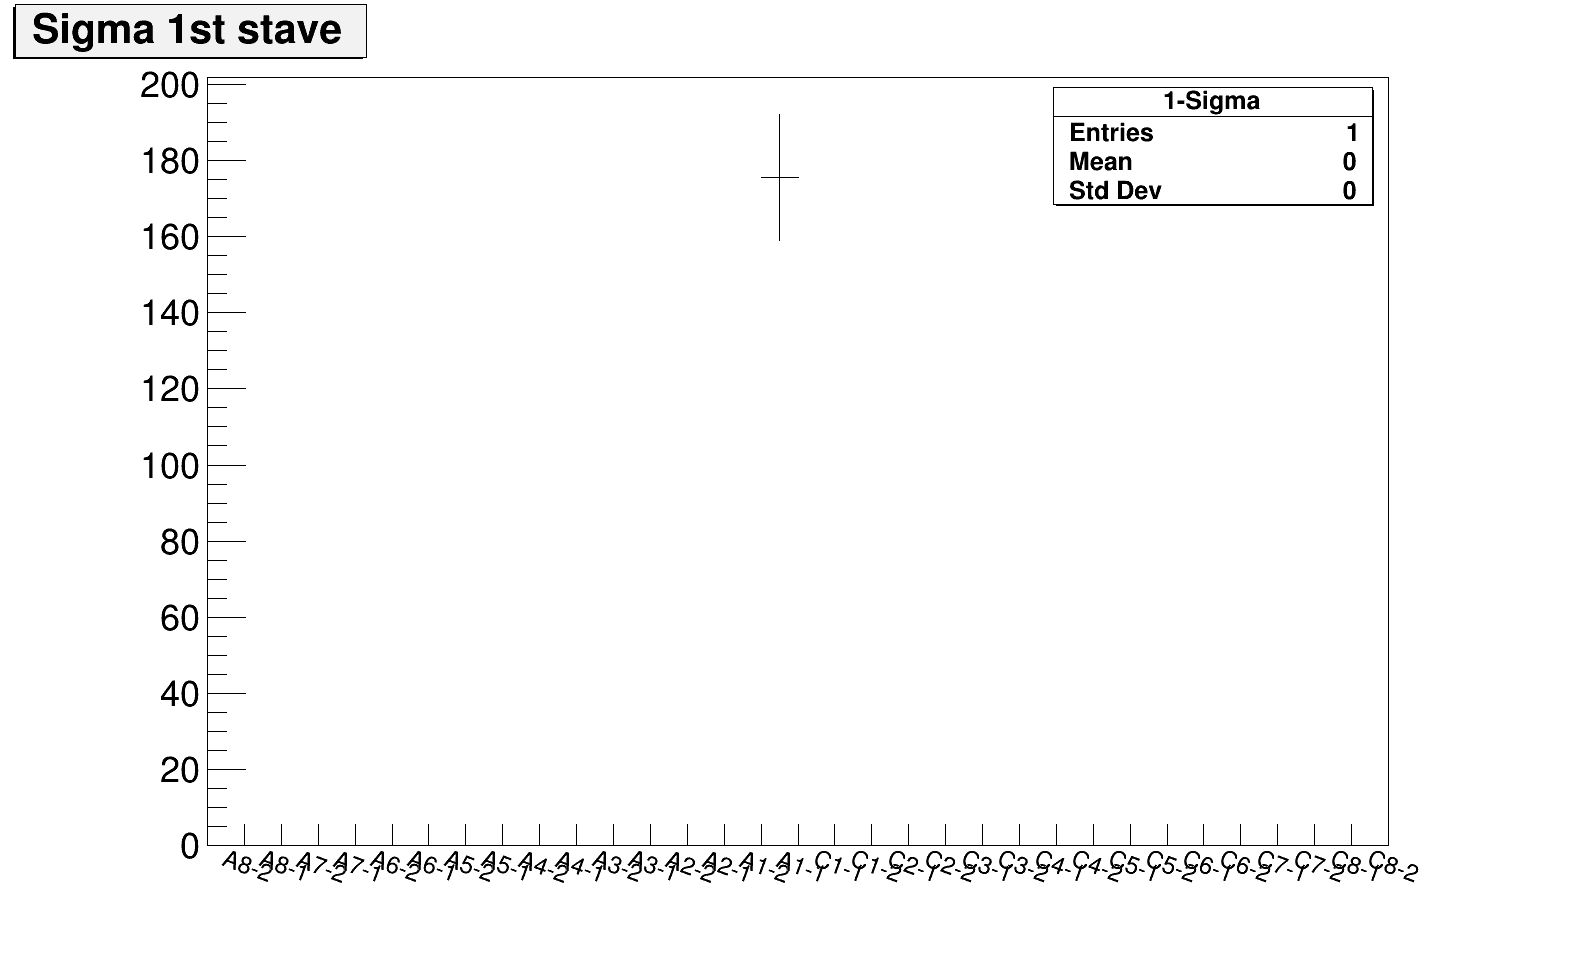 Sigma 1st stave
1-Sigma
Entries 1
Mean 0
Std Dev 0
200
180
160
140
120
100
80
60
40
20
0
A8-2 A8-1 A7-2 A7-1 A6-2 A6-1 A5-2 A5-1 A4-2 A4-1 A3-2 A3-1 A2-2 A2-1 A1-2 A1-1 C1-1 C1-2 C2-1 C2-2 C3-1 C3-2 C4-1 C4-2 C5-1 C5-2 C6-1 C6-2 C7-1 C7-2 C8-1 C8-2